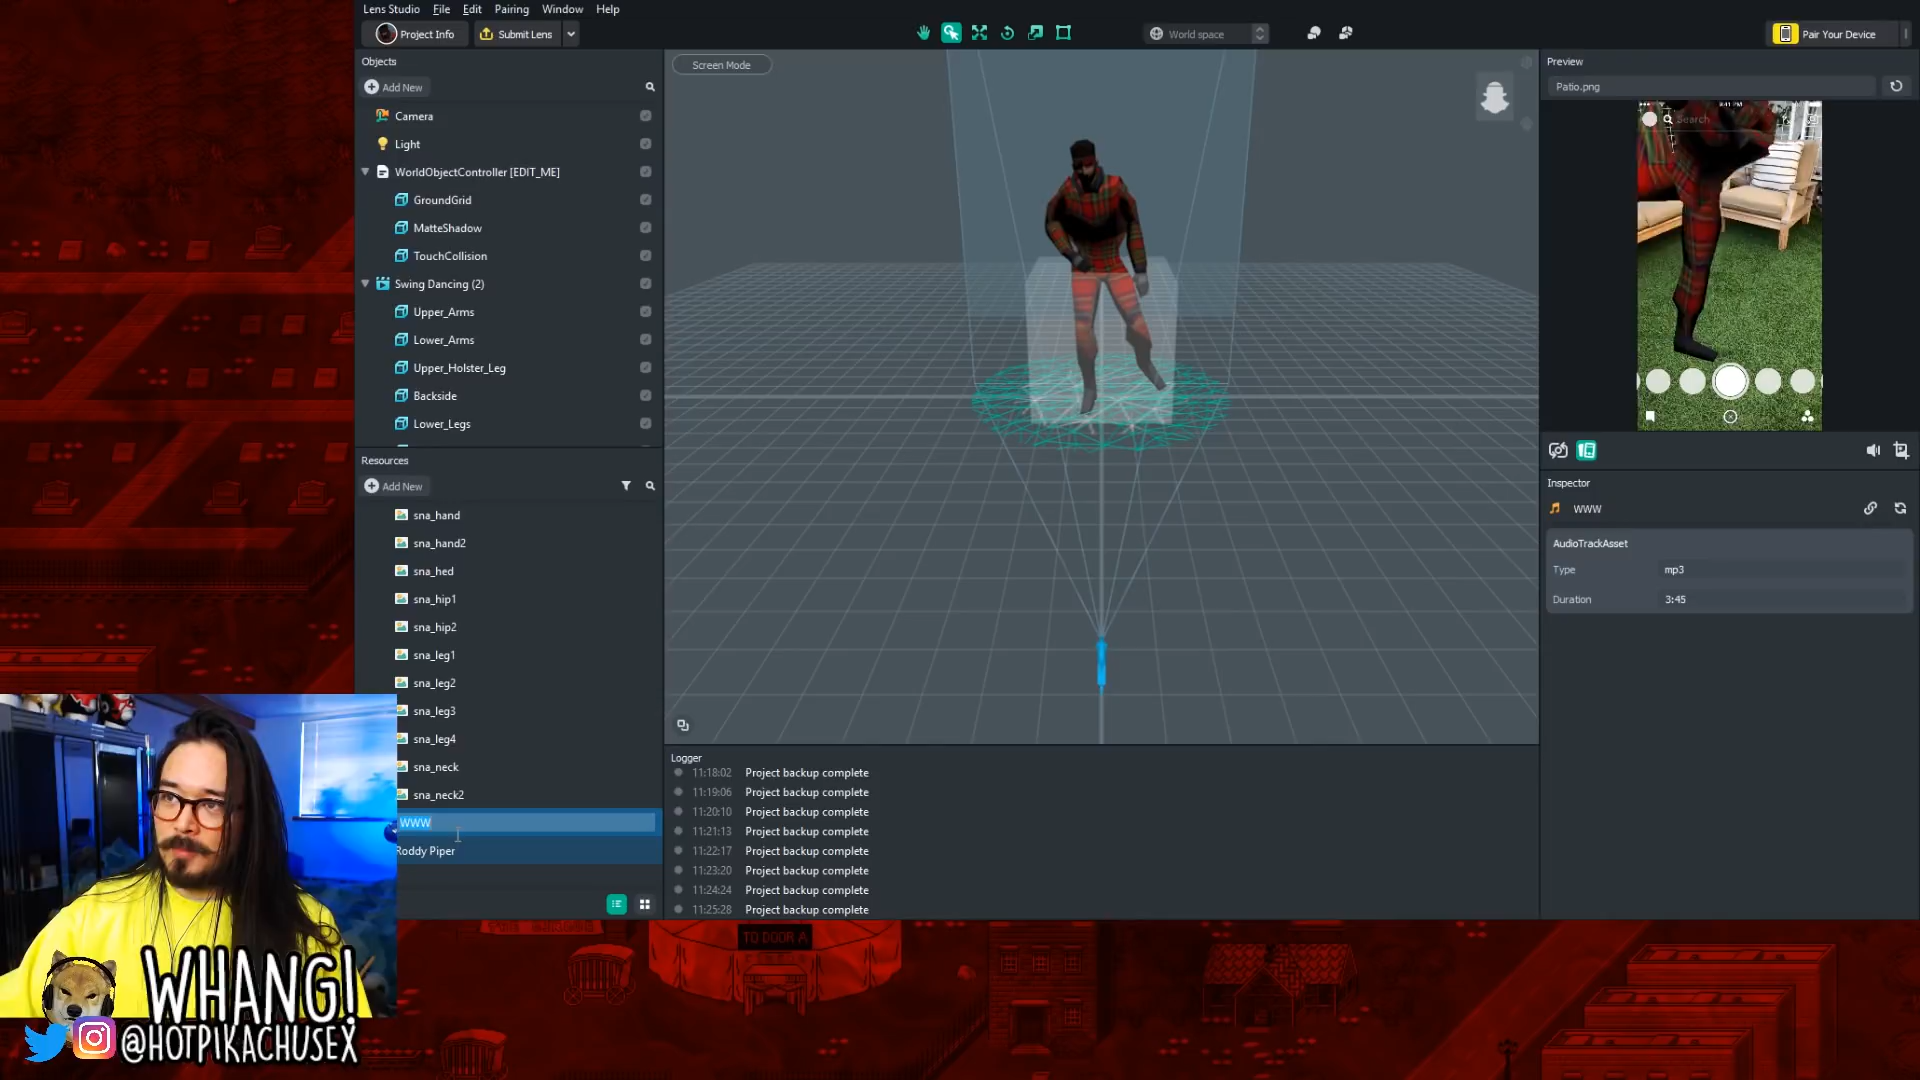 Lens Studio File Edit Pairing Window Help
Project Info
Submit Lens
World space
Pair Your Device
Objects
Add New
Camera
Light
WorldObjectController [EDIT_ME]
GroundGrid
MatteShadow
TouchCollision
Swing Dancing (2)
Upper_Arms
Lower_Arms
Upper_Holster_Leg
Backside
Lower_Legs
Resources
Add New
sna_hand
sna_hand2
sna_hed
sna_hip1
sna_hip2
sna_leg1
sna_leg2
sna_leg3
sna_leg4
sna_neck
sna_neck2
WWW
Roddy Piper
Screen Mode
Logger
11:18:02 Project backup complete
11:19:06 Project backup complete
11:20:10 Project backup complete
11:21:13 Project backup complete
11:22:17 Project backup complete
11:23:20 Project backup complete
11:24:24 Project backup complete
11:25:28 Project backup complete
Preview
Patio.png
Search
Inspector
WWW
AudioTrackAsset
Type mp3
Duration 3:45
TO DOOR A
WHANG!
@HOTPIKACHUSEX